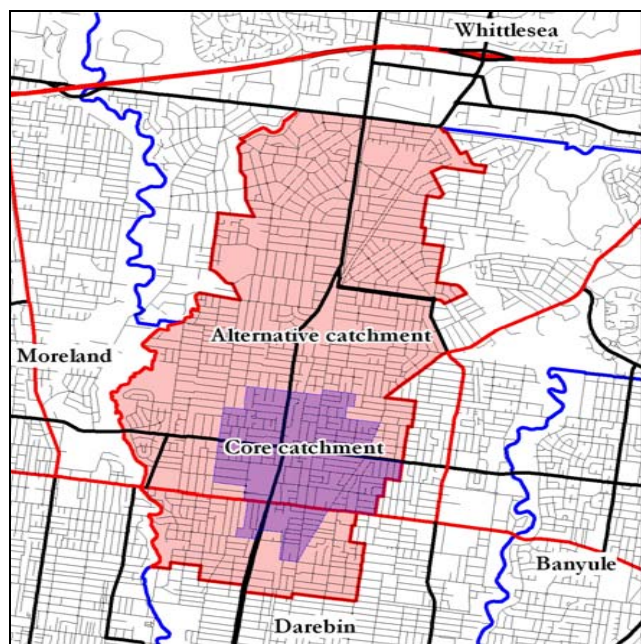 Whittlesea
Alternative catchment
Moreland
Core catchment
Banyule
Darebin